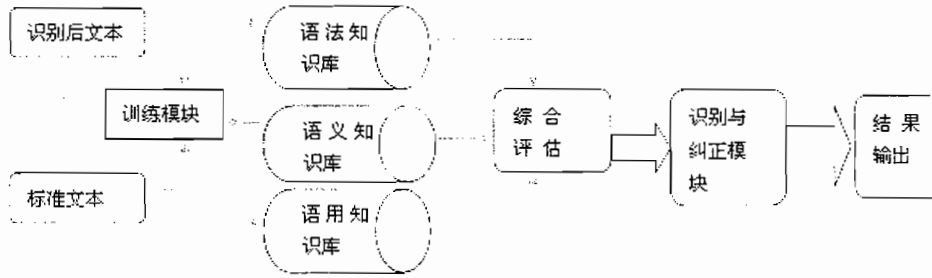 识别后文本
语法知
识库
训练模块
语义知
识库
综合
评估
识别与
纠正模
块
结果
输出
标准文本
语用知
识库